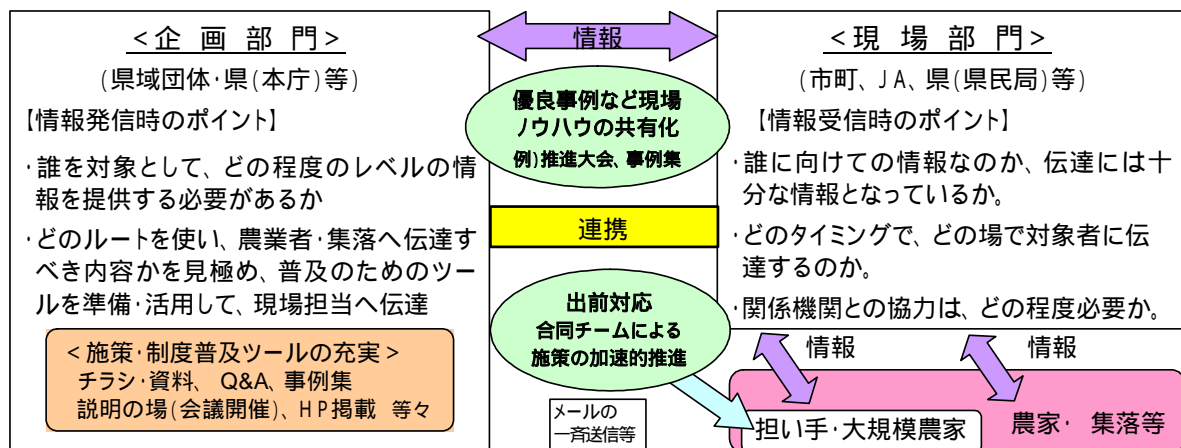 <企 画 部 門>
(県域団体・県(本庁)等)
【情報発信時のポイント】
・誰を対象として、どの程度のレベルの情
報を提供する必要があるか
・どのルートを使い、農業者・集落へ伝達す
べき内容かを見極め、普及のためのツー
ルを準備・活用して、現場担当へ伝達
<施策・制度普及ツールの充実>
チラシ・資料、Q&A、事例集
説明の場(会議開催)、HP掲載 等々
情報
優良事例など現場
ノウハウの共有化
例)推進大会、事例集
連携
出前対応
合同チームによる
施策の加速的推進
メールの
一斉送信等
<現 場 部 門>
(市町、JA、県(県民局)等)
【情報受信時のポイント】
・誰に向けての情報なのか、伝達には十
分な情報となっているか。
・どのタイミングで、どの場で対象者に伝
達するのか。
・関係機関との協力は、どの程度必要か。
情報
情報
担い手・大規模農家
農家・ 集落等